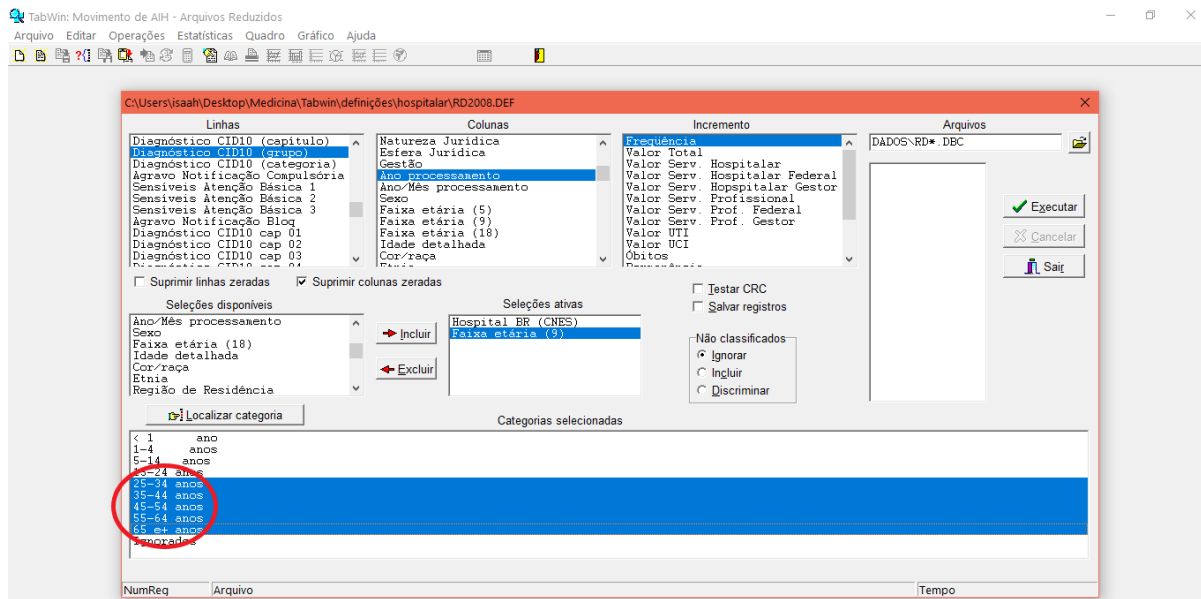 TabWin: Movimento de AIH - Arquivos Reduzidos
Arquivo Editar Operações Estatísticas Quadro Gráfico Ajuda
C:\Users\isaah\Desktop\Medicina\Tabwin\definições\hospitalar\RD2008.DEF
Linhas
Diagnóstico CID10 (capítulo)
Diagnóstico CID10 (grupo)
Diagnóstico CID10 (categoria)
Agravo Notificação Compulsória
Sensíveis Atenção Básica 1
Sensíveis Atenção Básica 2
Sensíveis Atenção Básica 3
Agravo Notificação Blog
Diagnóstico CID10 cap 01
Diagnóstico CID10 cap 02
Diagnóstico CID10 cap 03
Colunas
Natureza Jurídica
Esfera Jurídica
Gestão
Ano processamento
Ano/Mês processamento
Sexo
Faixa etária (5)
Faixa etária (9)
Faixa etária (18)
Idade detalhada
Cor/raça
Incremento
Freqüência
Valor Total
Valor Serv. Hospitalar
Valor Serv. Hospitalar Federal
Valor Serv. Hopspitalar Gestor
Valor Serv. Profissional
Valor Serv. Prof. Federal
Valor Serv. Prof. Gestor
Valor UTI
Valor UCI
Óbitos
Arquivos
DADOS\RD*.DBC
Executar
Cancelar
Sair
Suprimir linhas zeradas
Suprimir colunas zeradas
Testar CRC
Salvar registros
Seleções disponíveis
Ano/Mês processamento
Sexo
Faixa etária (18)
Idade detalhada
Cor/raça
Etnia
Região de Residência
Incluir
Excluir
Seleções ativas
Hospital BR (CNES)
Faixa etária (9)
Não classificados
Ignorar
Incluir
Discriminar
Localizar categoria
Categorias selecionadas
< 1 ano
1-4 anos
5-14 anos
15-24 anos
25-34 anos
35-44 anos
45-54 anos
55-64 anos
65 e+ anos
Ignorados
NumReg Arquivo Tempo